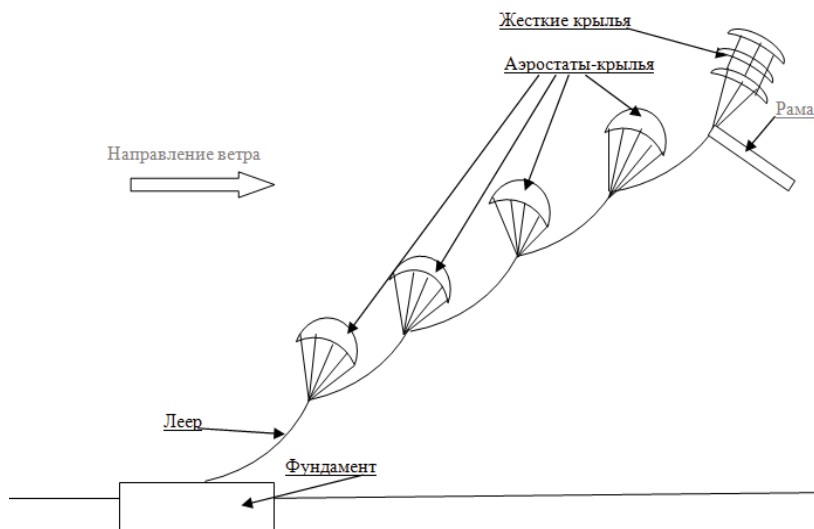 Жесткие крылья
Аэростаты-крылья
Рама
Направление ветра
Леер
Фундамент